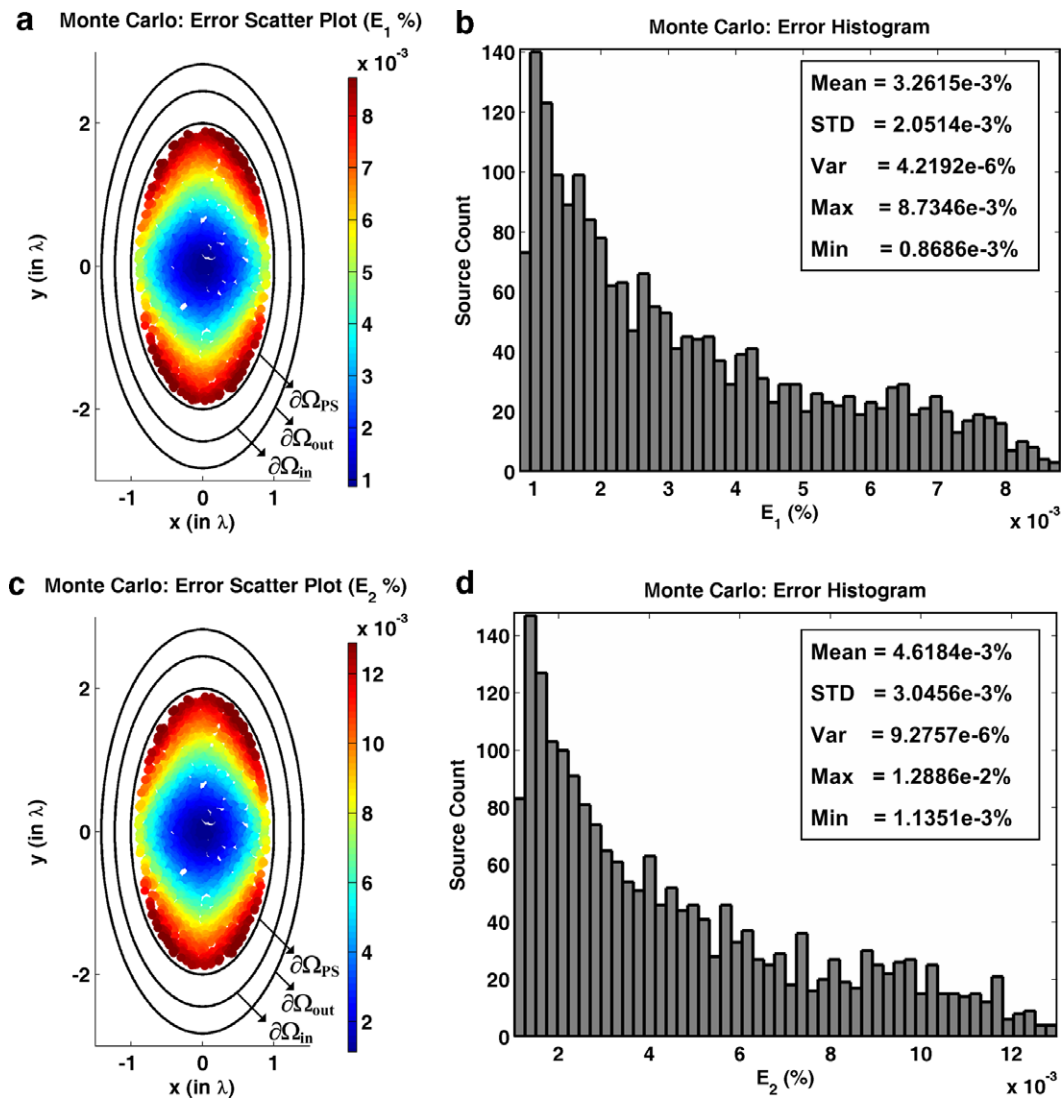 a Monte Carlo: Error Scatter Plot (E1 %)
x 10-3
2
0
-2
-1 0 1
x (in λ)
y (in λ)
8
7
6
5
4
3
2
1
∂ΩPS
∂Ωout
∂Ωin
b Monte Carlo: Error Histogram
140
120
100
80
60
40
20
0
Source Count
Mean = 3.2615e-3%
STD = 2.0514e-3%
Var = 4.2192e-6%
Max = 8.7346e-3%
Min = 0.8686e-3%
1 2 3 4 5 6 7 8
E1 (%)
x 10-3
c Monte Carlo: Error Scatter Plot (E2 %)
x 10-3
2
0
-2
-1 0 1
x (in λ)
y (in λ)
12
10
8
6
4
2
∂ΩPS
∂Ωout
∂Ωin
d Monte Carlo: Error Histogram
140
120
100
80
60
40
20
0
Source Count
Mean = 4.6184e-3%
STD = 3.0456e-3%
Var = 9.2757e-6%
Max = 1.2886e-2%
Min = 1.1351e-3%
2 4 6 8 10 12
E2 (%)
x 10-3